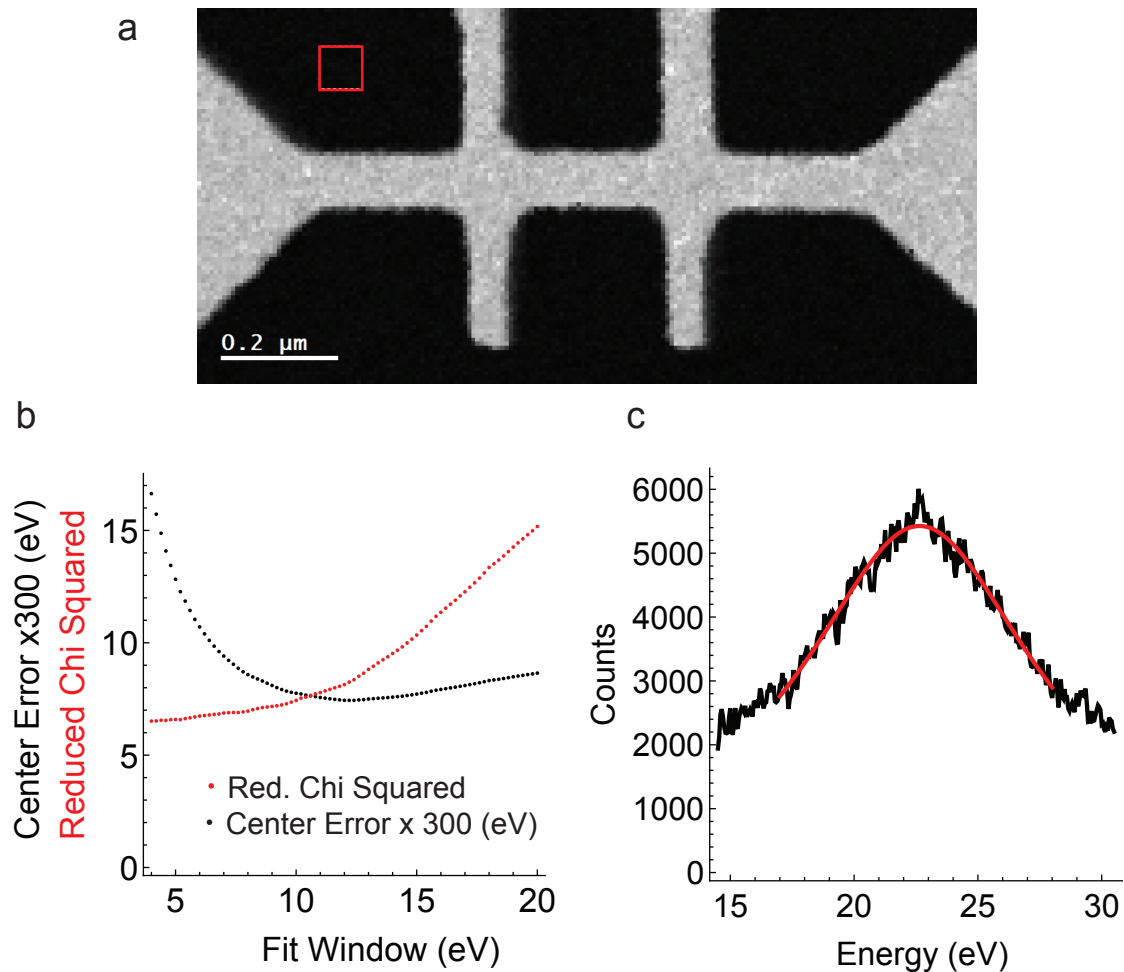 a
0.2 µm
b
Center Error x300 (eV)
Reduced Chi Squared
15
10
5
0
Red. Chi Squared
Center Error x 300 (eV)
5 10 15 20
Fit Window (eV)
c
Counts
6000
5000
4000
3000
2000
1000
0
15 20 25 30
Energy (eV)